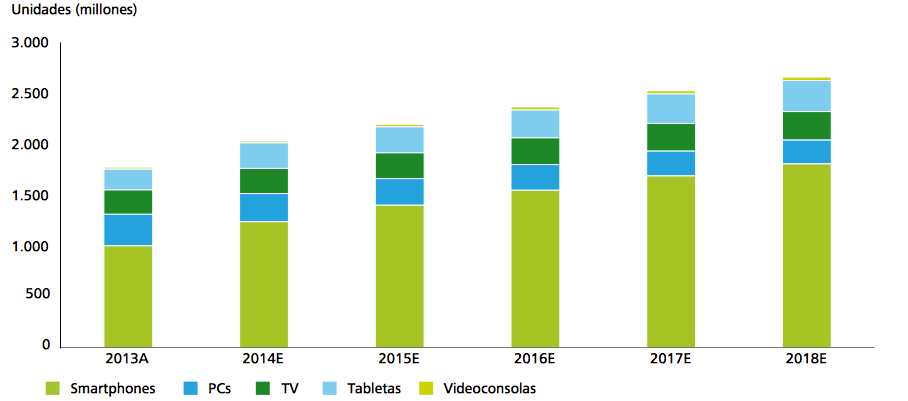 Unidades (millones)
3.000
2.500
2.000
1.500
1.000
500
0
2013A 2014E 2015E 2016E 2017E 2018E
Smartphones PCs TV Tabletas Videoconsolas